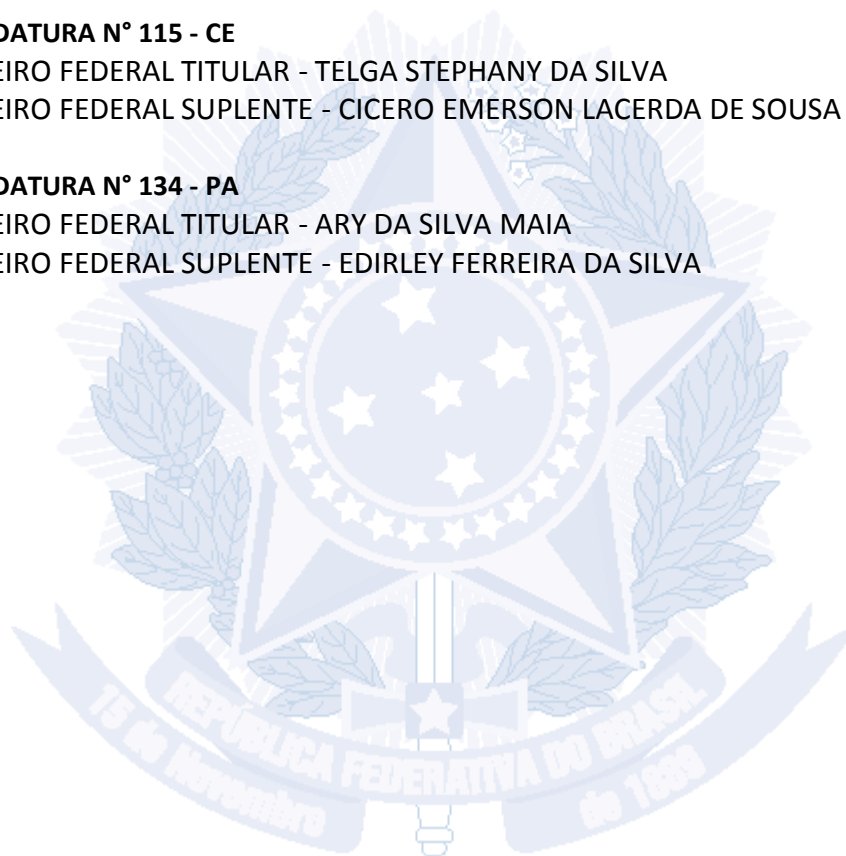 DATURA N° 115 - CE
EIRO FEDERAL TITULAR - TELGA STEPHANY DA SILVA
EIRO FEDERAL SUPLENTE - CICERO EMERSON LACERDA DE SOUSA
DATURA N° 134 - PA
EIRO FEDERAL TITULAR - ARY DA SILVA MAIA
EIRO FEDERAL SUPLENTE - EDIRLEY FERREIRA DA SILVA
REPÚBLICA FEDERATIVA DO BRASIL
15 de Novembro de 1889